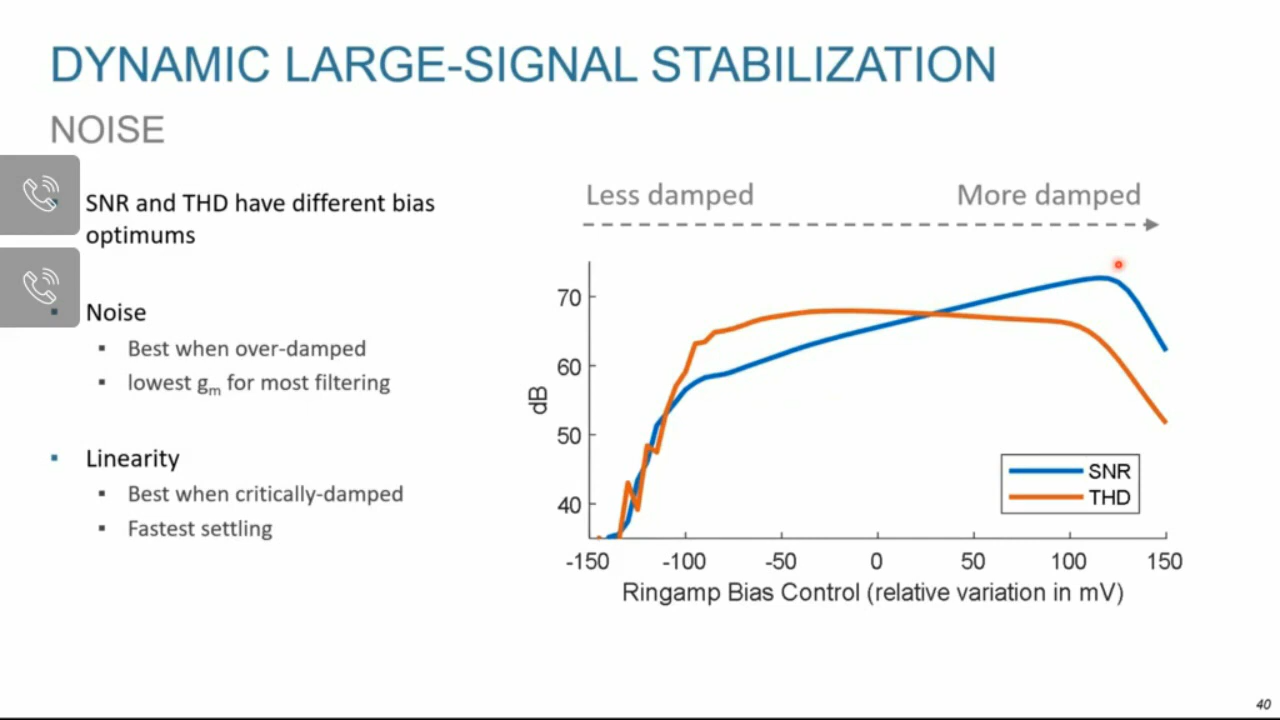 DYNAMIC LARGE-SIGNAL STABILIZATION
NOISE
SNR and THD have different bias
optimums
Noise
Best when over-damped
lowest gm for most filtering
Linearity
Best when critically-damped
Fastest settling
Less damped
More damped
70
60
50
40
dB
SNR
THD
-150 -100 -50 0 50 100 150
Ringamp Bias Control (relative variation in mV)
40